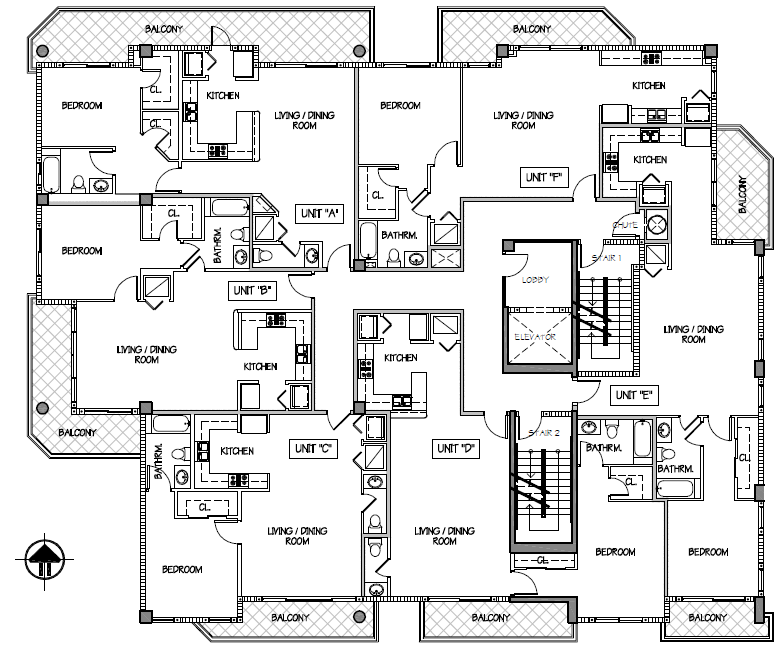 BALCONY
BALCONY
CL.
KITCHEN
KITCHEN
BEDROOM
LIVING / DINING
ROOM
BEDROOM
LIVING / DINING
ROOM
CL.
KITCHEN
UNIT "F"
CL.
BALCONY
CL.
UNIT "A"
BATHRM.
BATHRM.
CHUTE
BEDROOM
STAIR 1
LOBBY
UNIT "B"
LIVING / DINING
ROOM
ELEVATOR
LIVING / DINING
ROOM
KITCHEN
KITCHEN
UNIT "E"
BALCONY
STAIR 2
BATHRM.
KITCHEN
UNIT "C"
UNIT "D"
BATHRM.
CL.
BATHRM.
CL.
CL.
LIVING / DINING
ROOM
LIVING / DINING
ROOM
BEDROOM
BEDROOM
CL.
BEDROOM
BALCONY
BALCONY
BALCONY